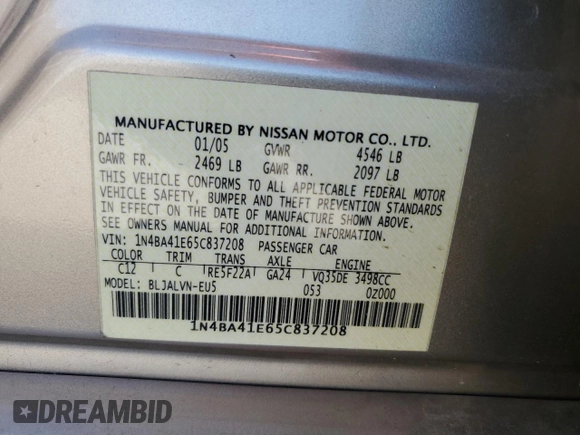 MANUFACTURED BY NISSAN MOTOR CO., LTD.
DATE 01/05 GVWR 4546 LB
GAWR FR. 2469 LB GAWR RR. 2097 LB
THIS VEHICLE CONFORMS TO ALL APPLICABLE FEDERAL MOTOR
VEHICLE SAFETY, BUMPER AND THEFT PREVENTION STANDARDS
IN EFFECT ON THE DATE OF MANUFACTURE SHOWN ABOVE.
SEE OWNERS MANUAL FOR ADDITIONAL INFORMATION.
VIN: 1N4BA41E65C837208 PASSENGER CAR
COLOR TRIM TRANS AXLE ENGINE
C12 C RE5F22A GA24 VQ35DE 3498CC
MODEL: BLJALVN-EU5 053 0Z000
1N4BA41E65C837208
DREAMBID